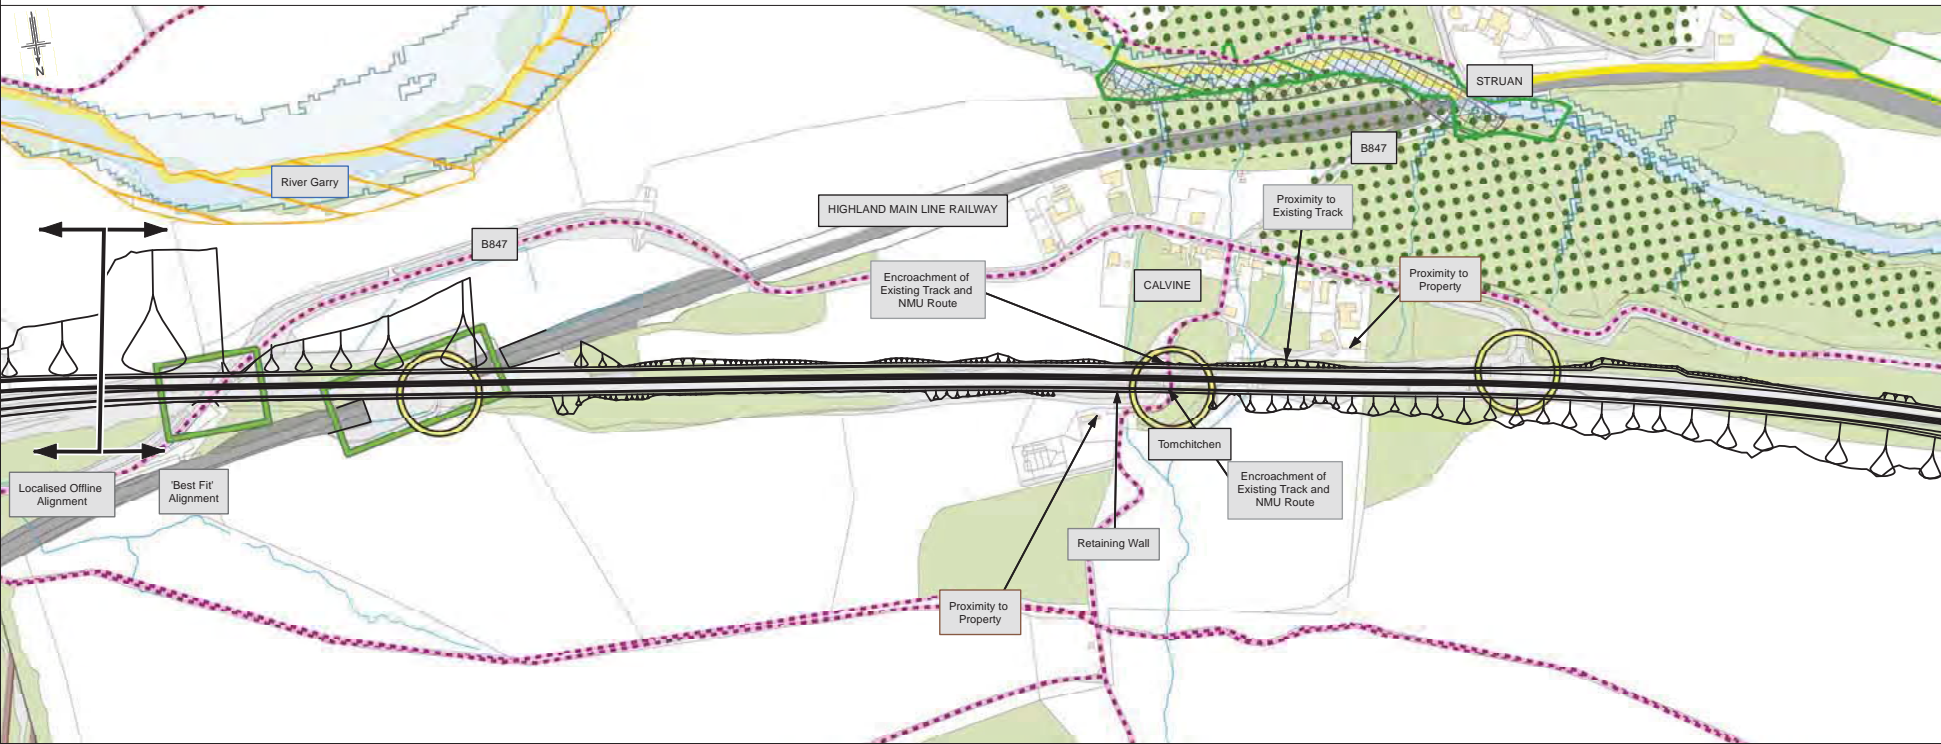 N
STRUAN
B847
River Garry
Proximity to
Existing Track
HIGHLAND MAIN LINE RAILWAY
B847
Encroachment of
Existing Track and
NMU Route
CALVINE
Proximity to
Property
Tomchitchen
Localised Offline
Alignment
'Best Fit'
Alignment
Encroachment of
Existing Track and
NMU Route
Retaining Wall
Proximity to
Property